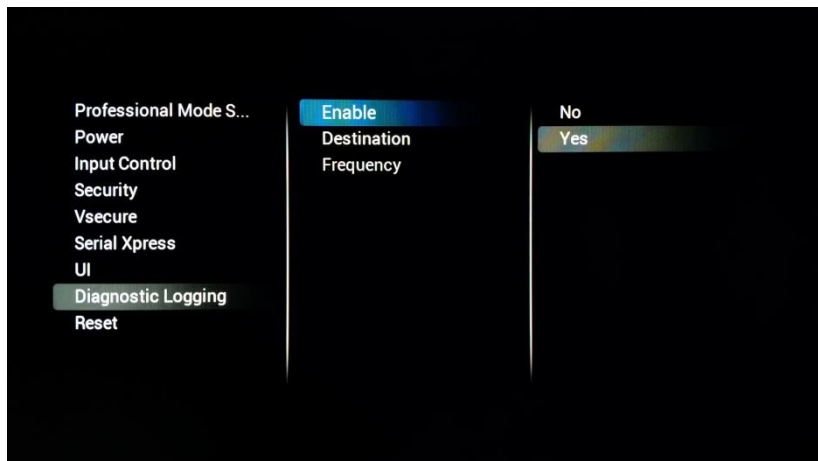 Professional Mode S...
Power
Input Control
Security
Vsecure
Serial Xpress
UI
Diagnostic Logging
Reset
Enable
Destination
Frequency
No
Yes